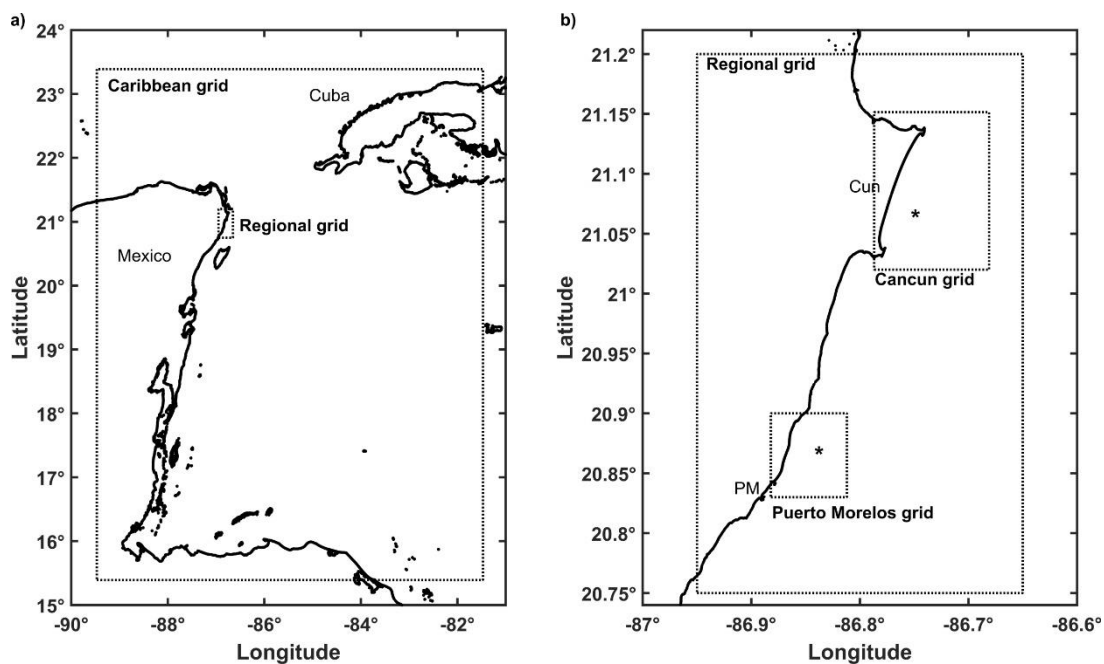 a)
24°
23°
22°
21°
20°
19°
18°
17°
16°
15°
Latitude
-90
-88
-86
-84
-82
Longitude
Caribbean grid
Cuba
Regional grid
Mexico
b)
21.2°
21.15°
21.1°
21.05°
21°
20.95°
20.9°
20.85°
20.8°
20.75°
Latitude
-87°
-86.9°
-86.8°
-86.7°
-86.6°
Longitude
Regional grid
Cun
*
Cancun grid
*
PM
Puerto Morelos grid